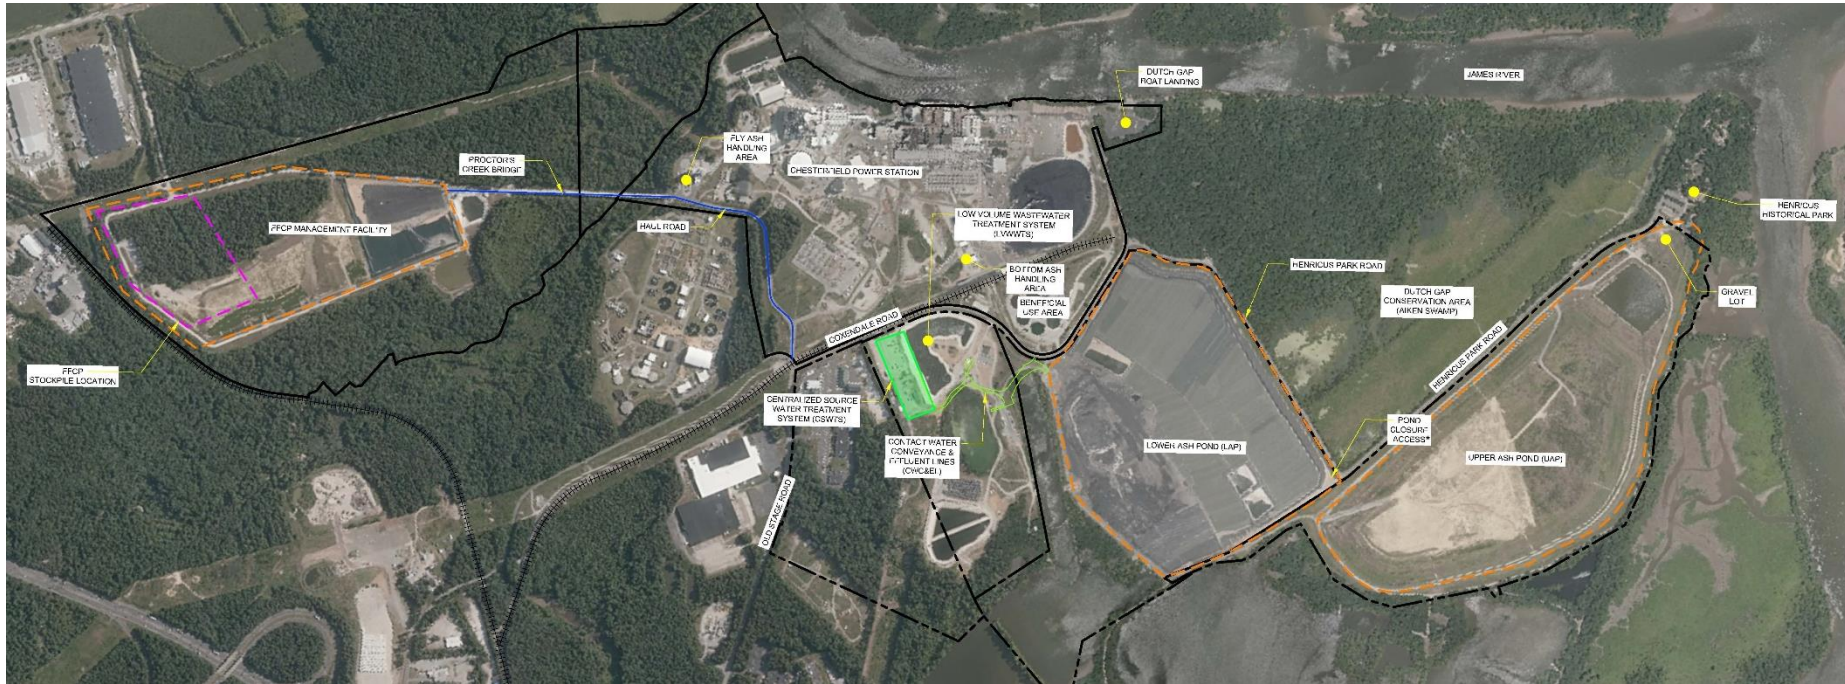 DUTCH GAP
BOAT LANDING
JAMES RIVER
FLY ASH
HANDLING
AREA
PROCTOR'S
CREEK BRIDGE
CHESTERFIELD POWER STATION
HENRICUS
HISTORICAL PARK
LOW VOLUME WASTEWATER
TREATMENT SYSTEM
(LVWWTS)
FFCP MANAGEMENT FACILITY
HAUL ROAD
BOTTOM ASH
HANDLING
AREA
HENRICUS PARK ROAD
DUTCH GAP
CONSERVATION AREA
(AIKEN SWAMP)
GRAVEL
LOT
BENEFICIAL
USE AREA
COXENDALE ROAD
HENRICUS PARK ROAD
FFCP
STOCKPILE LOCATION
CENTRALIZED SOURCE
WATER TREATMENT
SYSTEM (CSWTS)
POND
CLOSURE
ACCESS*
CONTACT WATER
CONVEYANCE &
EFFLUENT LINES
(CWC&EL)
LOWER ASH POND (LAP)
UPPER ASH POND (UAP)
OLD STAGE ROAD